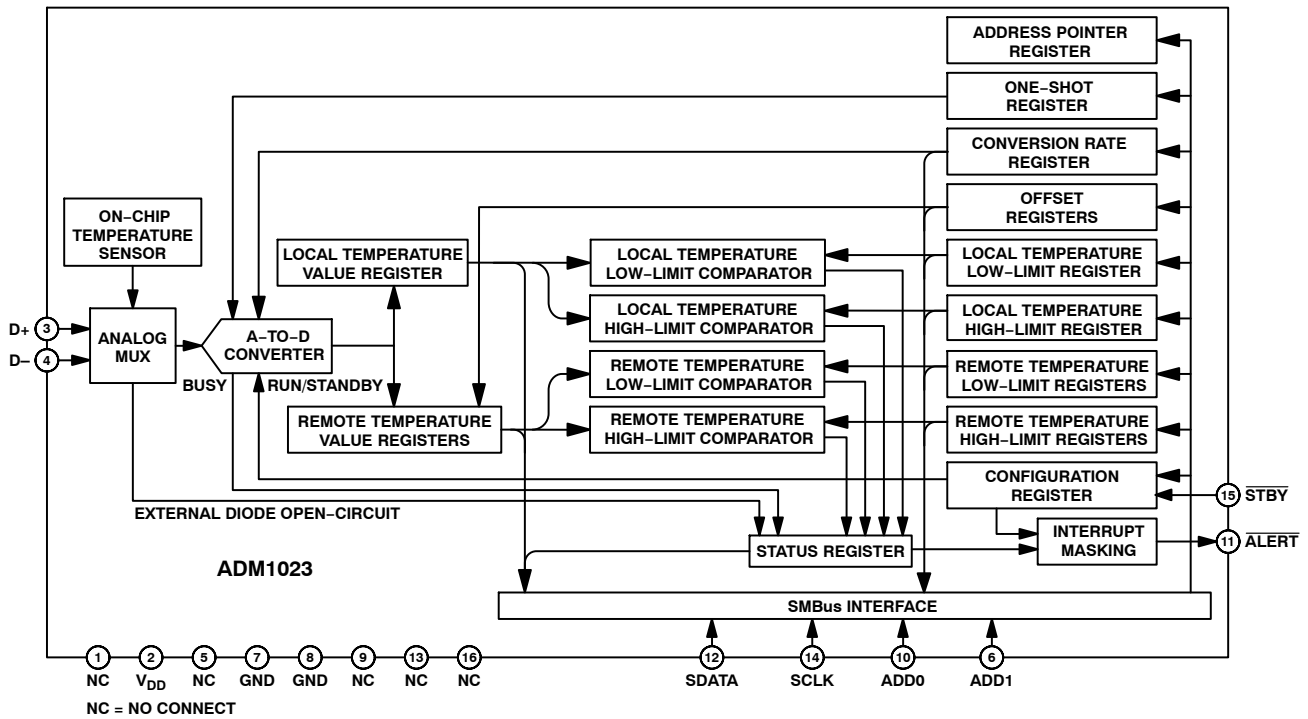 ADDRESS POINTER
REGISTER
ONE–SHOT
REGISTER
CONVERSION RATE
REGISTER
OFFSET
REGISTERS
ON–CHIP
TEMPERATURE
SENSOR
LOCAL TEMPERATURE
VALUE REGISTER
LOCAL TEMPERATURE
LOW–LIMIT COMPARATOR
LOCAL TEMPERATURE
LOW–LIMIT REGISTER
LOCAL TEMPERATURE
HIGH–LIMIT COMPARATOR
LOCAL TEMPERATURE
HIGH–LIMIT REGISTER
D+
3
D–
4
ANALOG
MUX
A–TO–D
CONVERTER
BUSY
RUN/STANDBY
REMOTE TEMPERATURE
LOW–LIMIT COMPARATOR
REMOTE TEMPERATURE
LOW–LIMIT REGISTERS
REMOTE TEMPERATURE
VALUE REGISTERS
REMOTE TEMPERATURE
HIGH–LIMIT COMPARATOR
REMOTE TEMPERATURE
HIGH–LIMIT REGISTERS
CONFIGURATION
REGISTER
15
STBY
EXTERNAL DIODE OPEN–CIRCUIT
STATUS REGISTER
INTERRUPT
MASKING
11
ALERT
ADM1023
SMBus INTERFACE
1
2
5
7
8
9
13
16
12
14
10
6
NC
VDD
NC
GND
GND
NC
NC
NC
SDATA
SCLK
ADD0
ADD1
NC = NO CONNECT